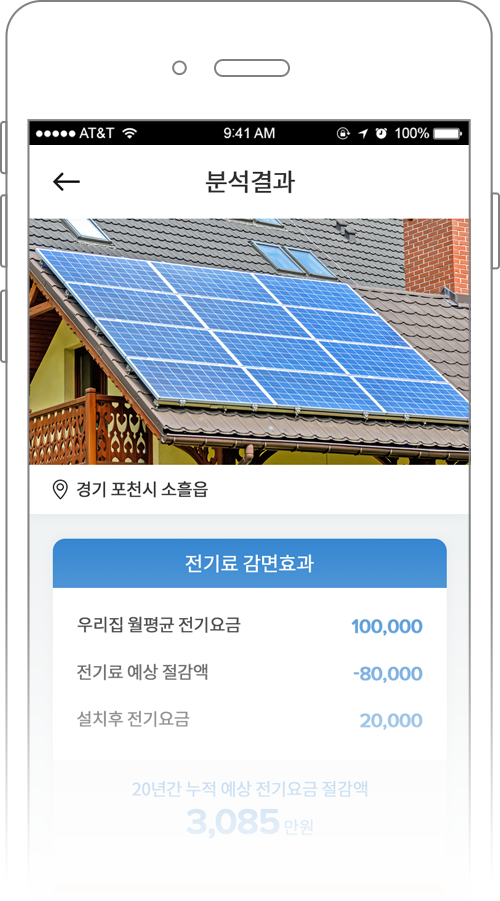 AT&T 9:41 AM 100%
분석결과
경기 포천시 소흘읍
전기료 감면효과
우리집 월평균 전기요금 100,000
전기료 예상 절감액 -80,000
설치후 전기요금 20,000
20년간 누적 예상 전기요금 절감액
3,085 만원